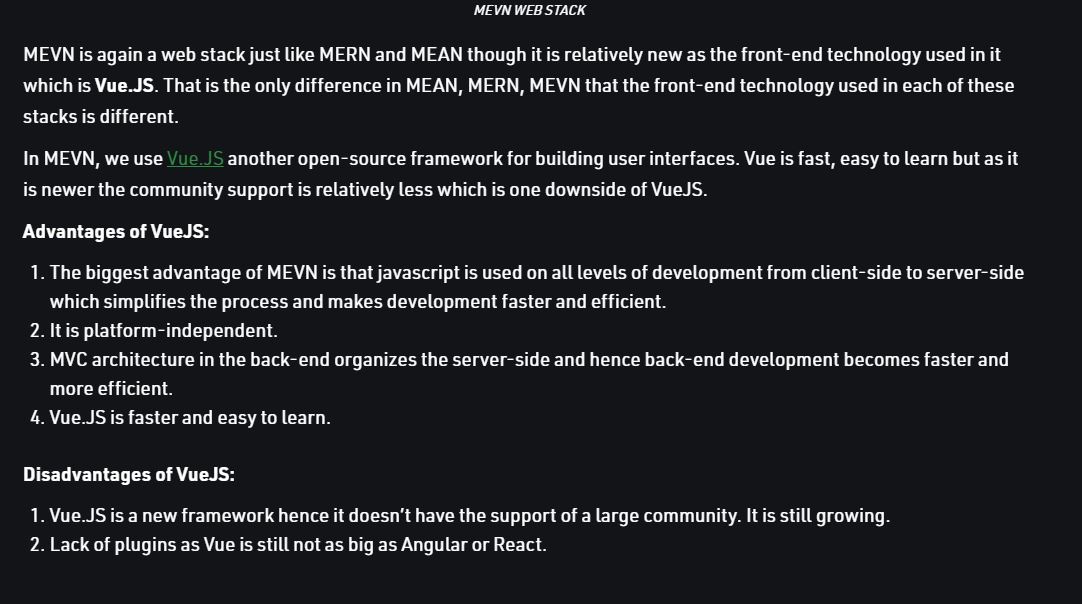 MEVN WEB STACK
MEVN is again a web stack just like MERN and MEAN though it is relatively new as the front-end technology used in it
which is Vue.JS. That is the only difference in MEAN, MERN, MEVN that the front-end technology used in each of these
stacks is different.
In MEVN, we use Vue.JS another open-source framework for building user interfaces. Vue is fast, easy to learn but as it
is newer the community support is relatively less which is one downside of VueJS.
Advantages of VueJS:
1. The biggest advantage of MEVN is that javascript is used on all levels of development from client-side to server-side
which simplifies the process and makes development faster and efficient.
2. It is platform-independent.
3. MVC architecture in the back-end organizes the server-side and hence back-end development becomes faster and
more efficient.
4. Vue.JS is faster and easy to learn.
Disadvantages of VueJS:
1. Vue.JS is a new framework hence it doesn’t have the support of a large community. It is still growing.
2. Lack of plugins as Vue is still not as big as Angular or React.